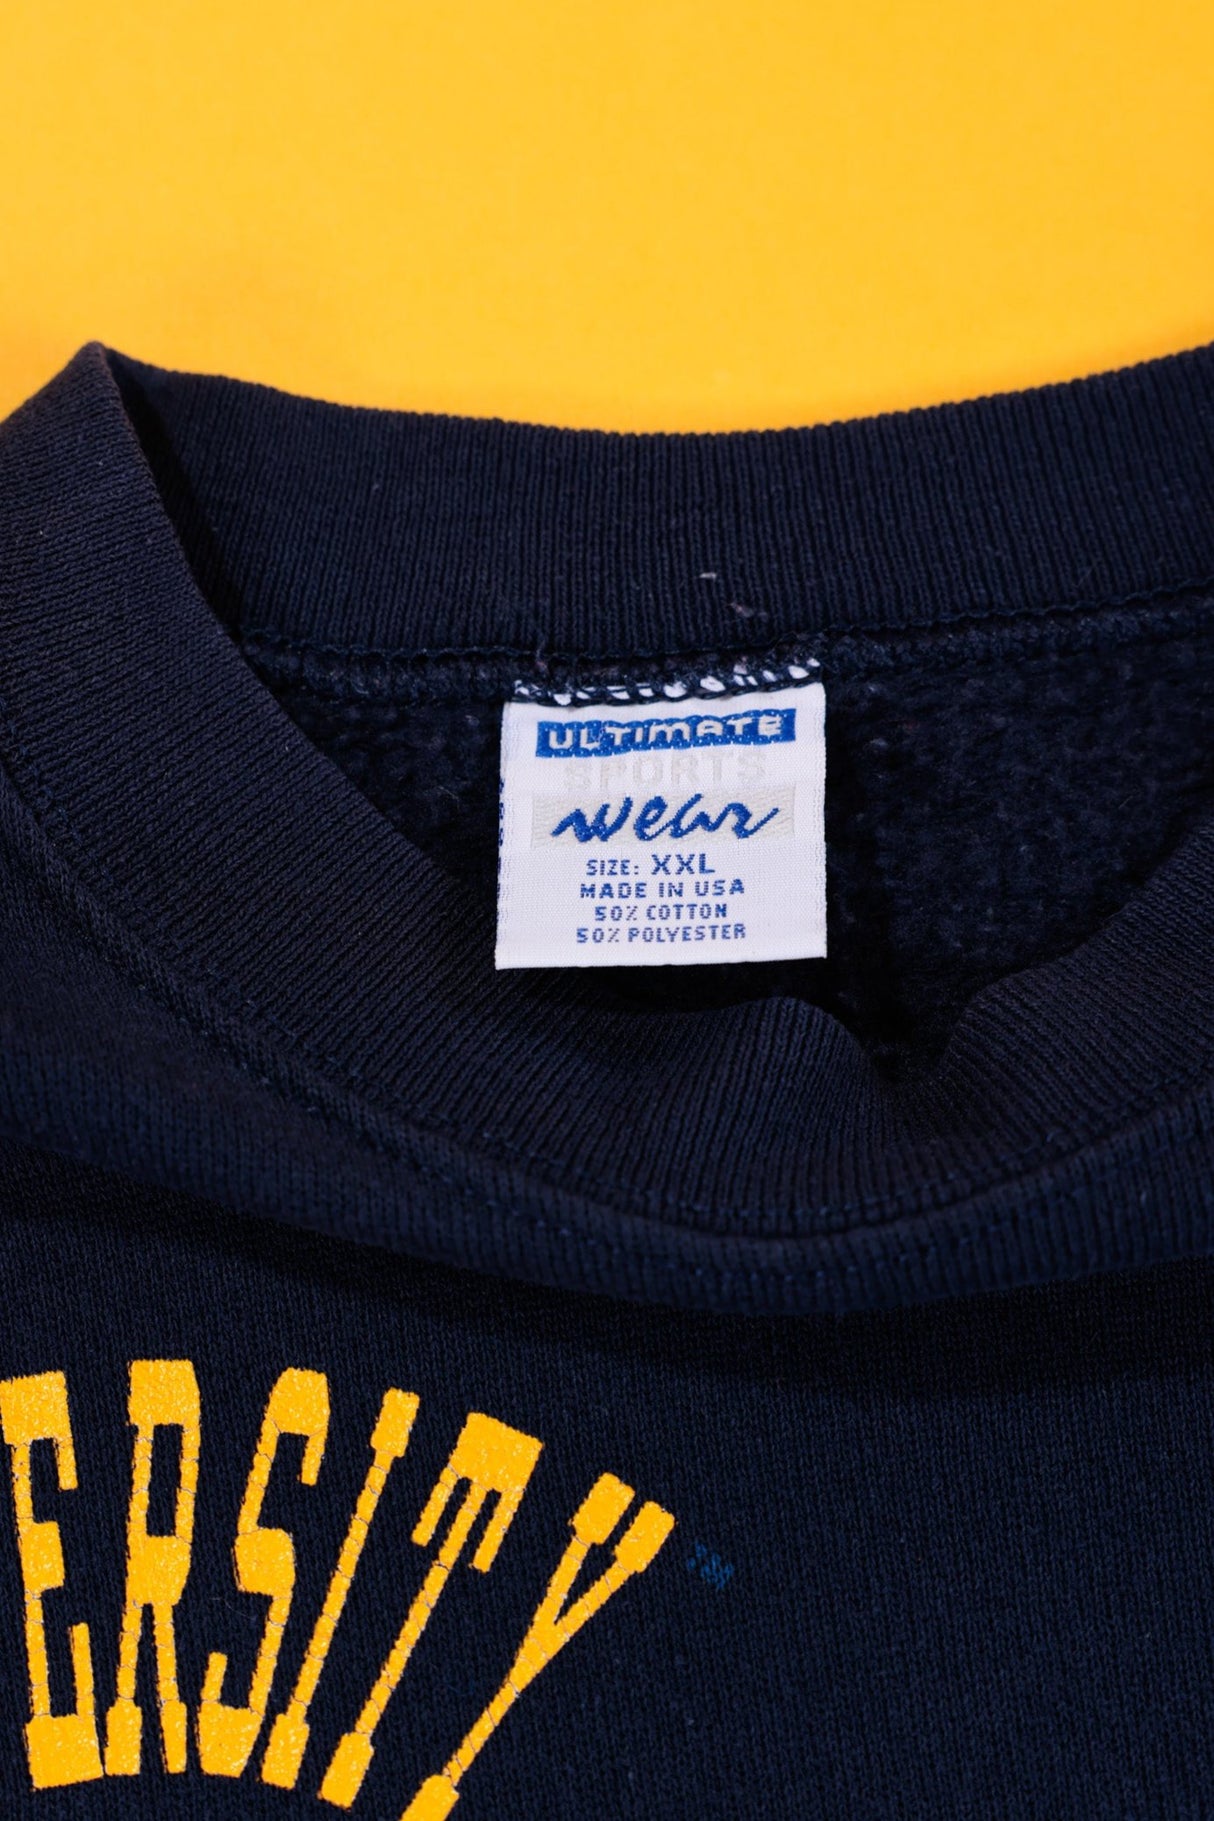 ULTIMATE
SPORTS
wear
SIZE: XXL
MADE IN USA
50% COTTON
50% POLYESTER
ERSITY